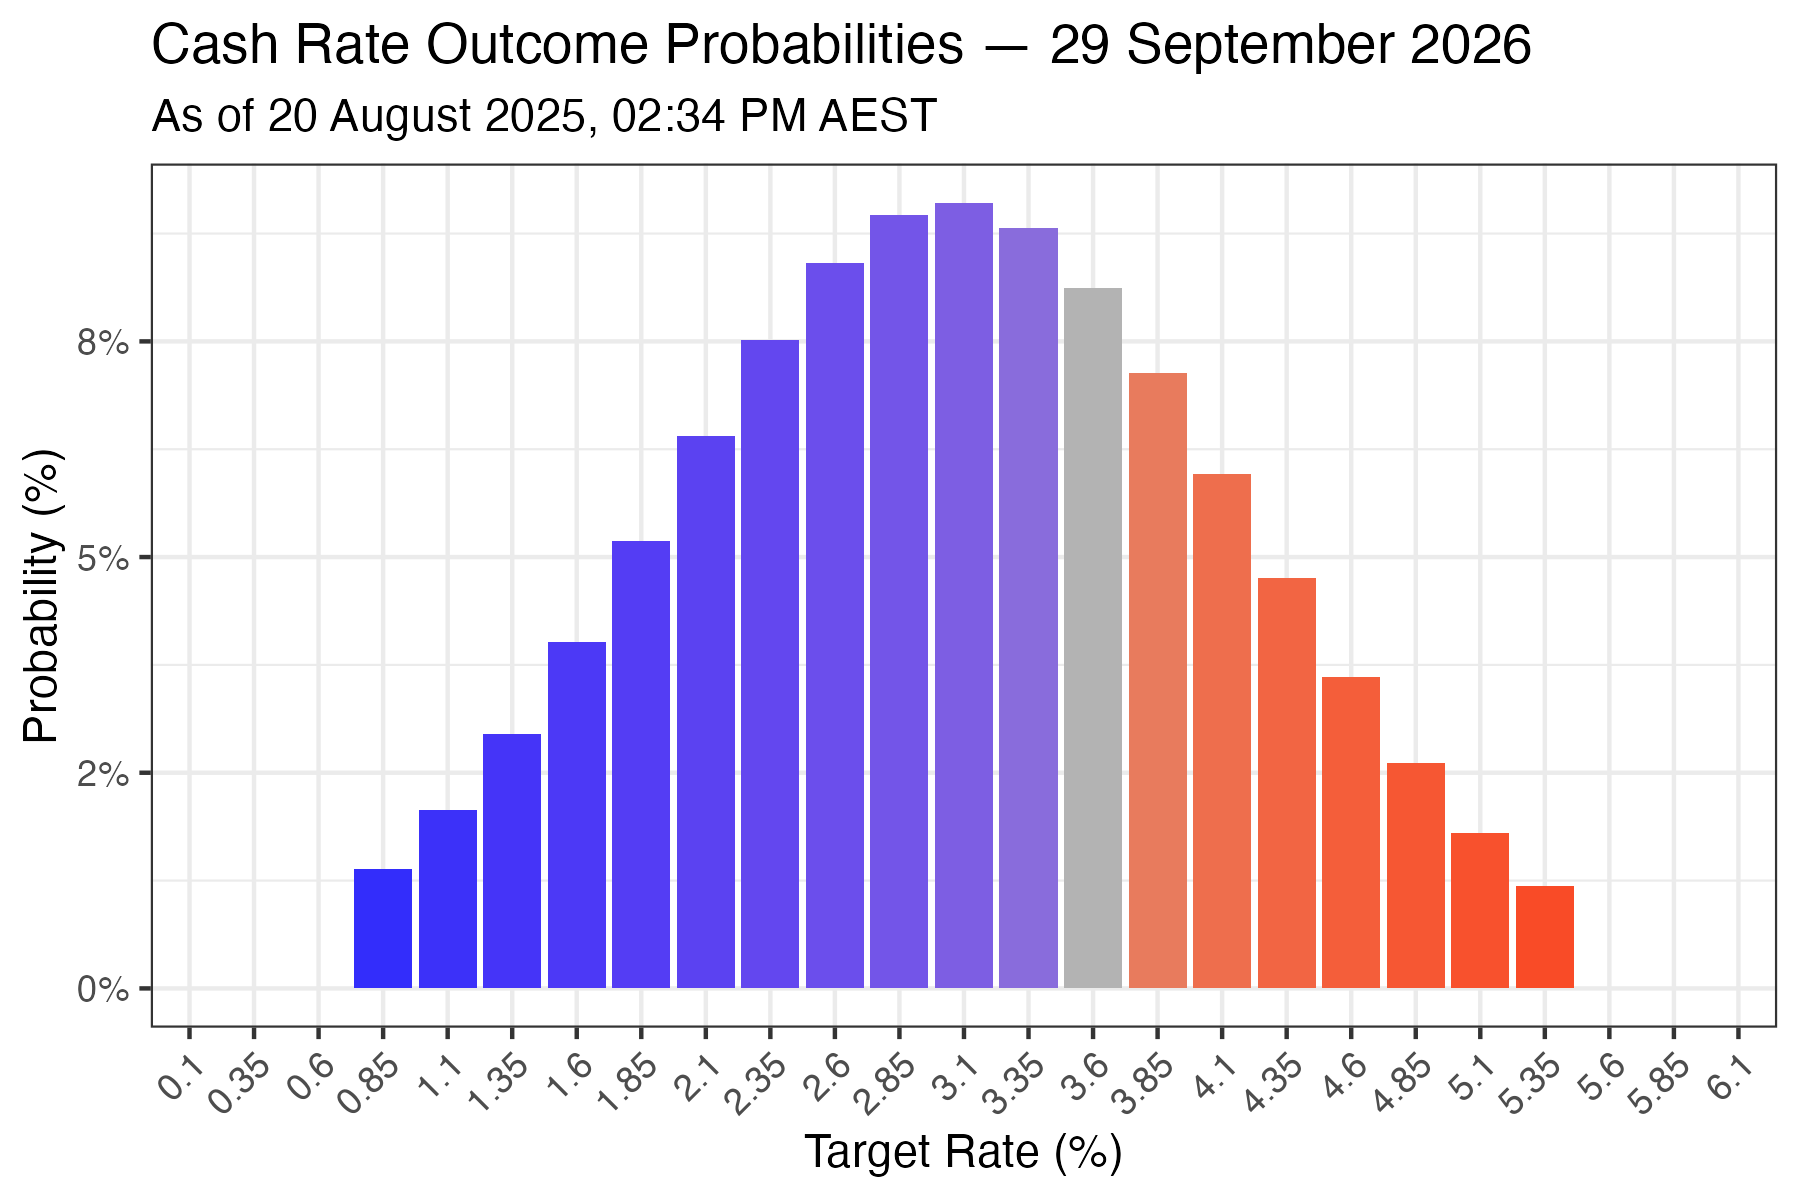 Cash Rate Outcome Probabilities — 29 September 2026
As of 20 August 2025, 02:34 PM AEST
Probability (%)
8%
5%
2%
0%
0.1 0.35 0.6 0.85 1.1 1.35 1.6 1.85 2.1 2.35 2.6 2.85 3.1 3.35 3.6 3.85 4.1 4.35 4.6 4.85 5.1 5.35 5.6 5.85 6.1
Target Rate (%)